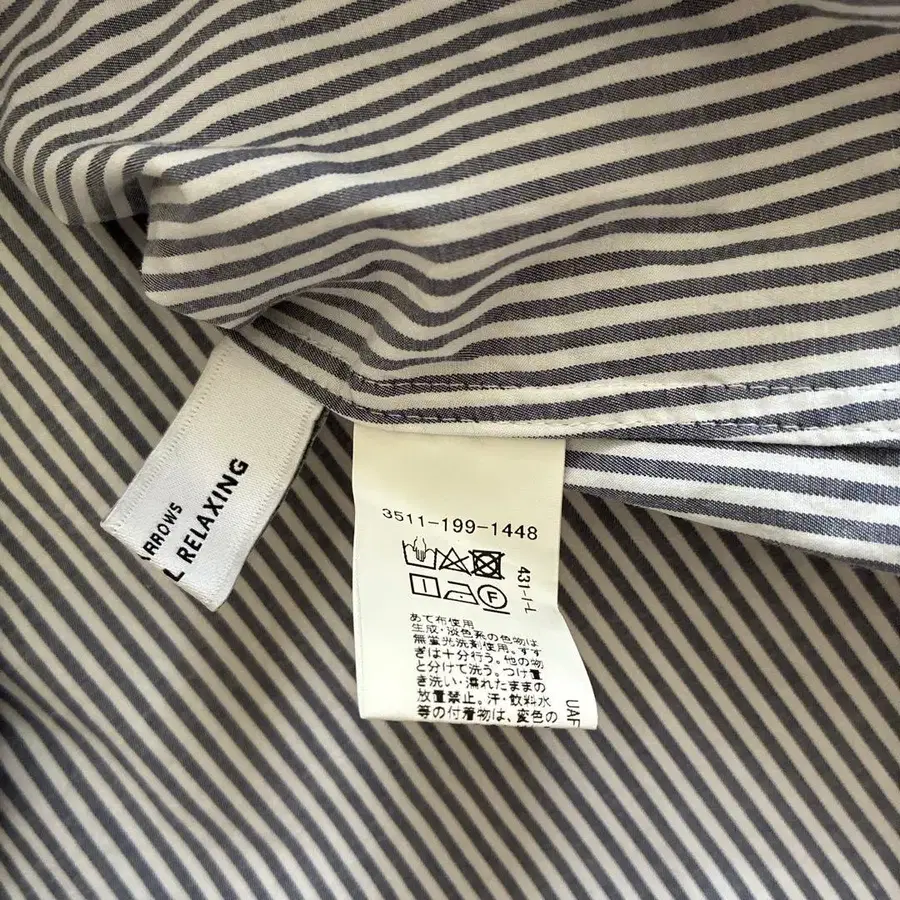 ARROWS
L RELAXING
3511-199-1448
431-I-L
F
あて布使用
生成・淡色系の色物は
無蛍光洗剤使用。すす
ぎは十分行う。他の物
と分けて洗う。つけ置
き洗い・濡れたままの
放置禁止。汗・飲料水
等の付着物は、変色の
UAF